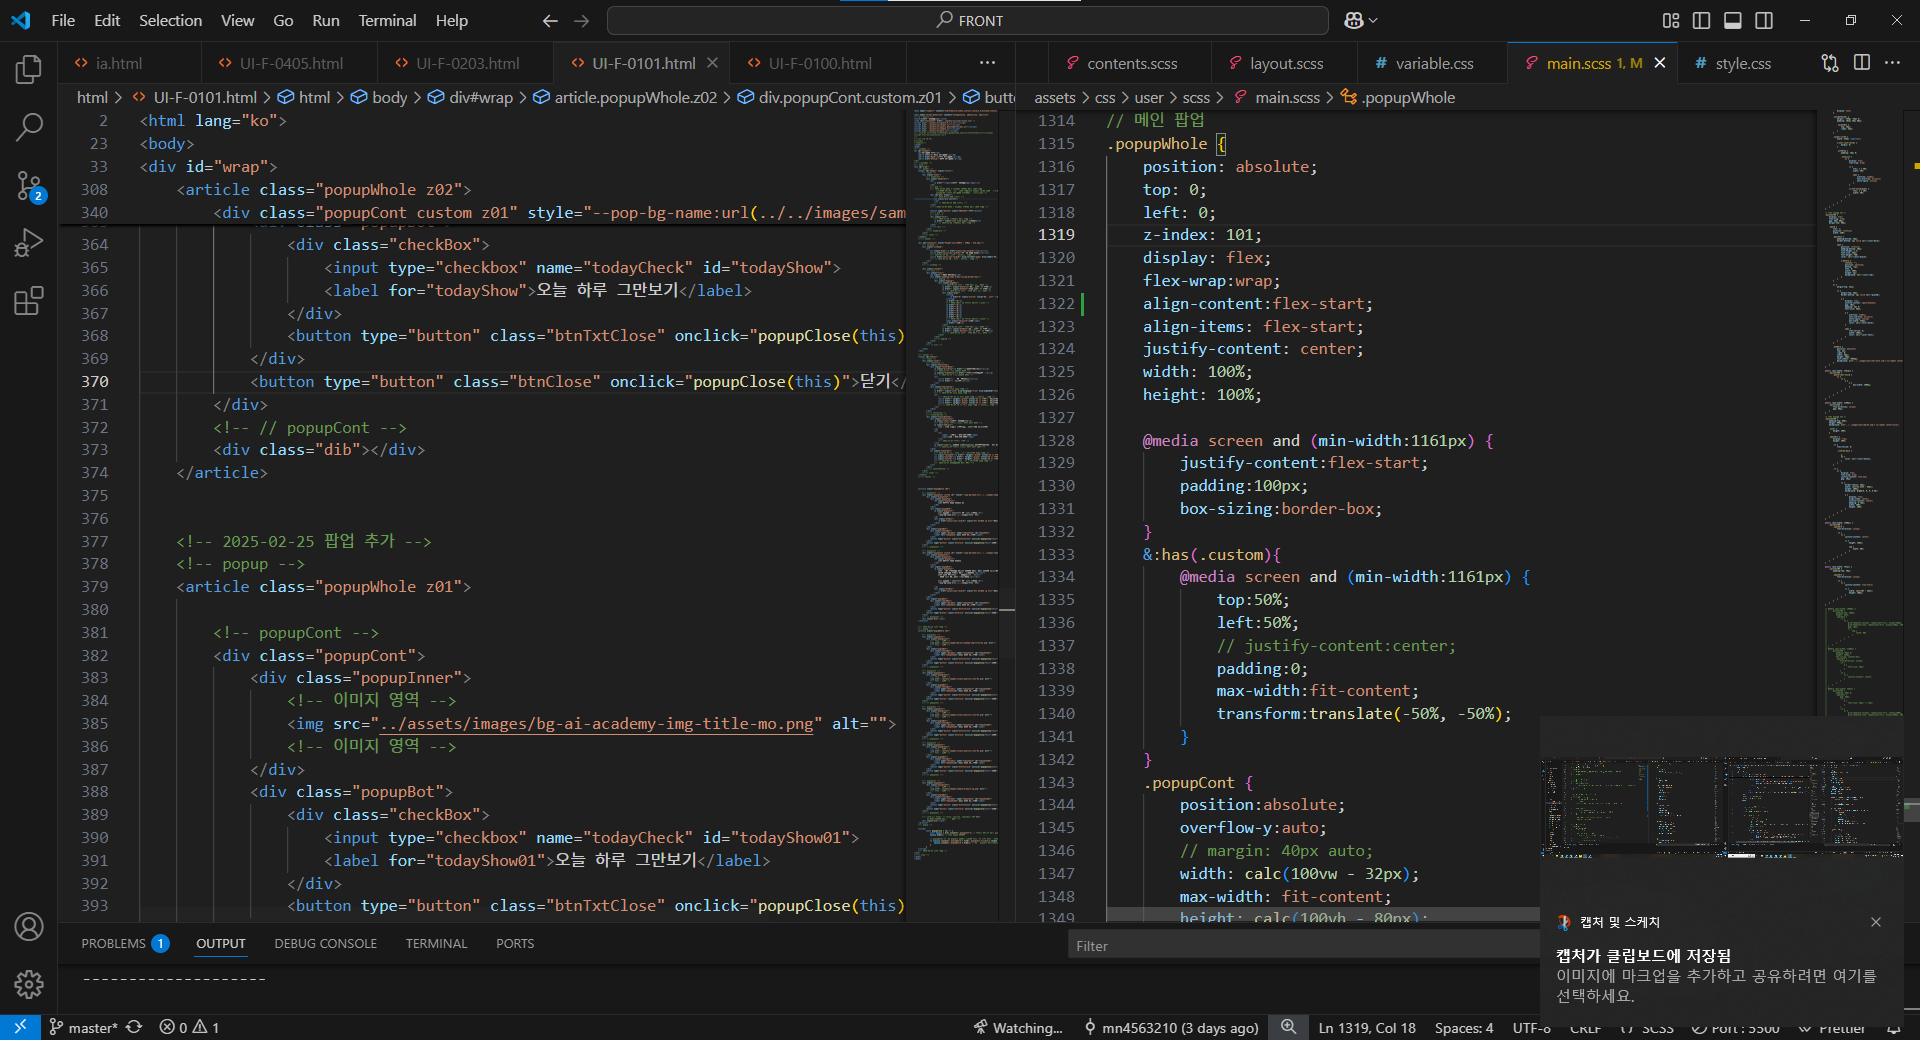 File Edit Selection View Go Run Terminal Help
FRONT
ia.html UI-F-0405.html UI-F-0203.html UI-F-0101.html UI-F-0100.html
contents.scss layout.scss # variable.css main.scss 1, M # style.css
html > UI-F-0101.html > html > body > div#wrap > article.popupWhole.z02 > div.popupCont.custom.z01 >
assets > css > user > scss > main.scss > .popupWhole
2 <html lang="ko">
23 <body>
33 <div id="wrap">
308 <article class="popupWhole z02">
340 <div class="popupCont custom z01" style="--pop-bg-name:url(../../images/sam
364 <div class="checkBox">
365 <input type="checkbox" name="todayCheck" id="todayShow">
366 <label for="todayShow">오늘 하루 그만보기</label>
367 </div>
368 <button type="button" class="btnTxtClose" onclick="popupClose(this)
369 </div>
370 <button type="button" class="btnClose" onclick="popupClose(this)">닫기</
371 </div>
372 <!-- // popupCont -->
373 <div class="dib"></div>
374 </article>
375
376
377 <!-- 2025-02-25 팝업 추가 -->
378 <!-- popup -->
379 <article class="popupWhole z01">
380
381 <!-- popupCont -->
382 <div class="popupCont">
383 <div class="popupInner">
384 <!-- 이미지 영역 -->
385 <img src="../assets/images/bg-ai-academy-img-title-mo.png" alt="">
386 <!-- 이미지 영역 -->
387 </div>
388 <div class="popupBot">
389 <div class="checkBox">
390 <input type="checkbox" name="todayCheck" id="todayShow01">
391 <label for="todayShow01">오늘 하루 그만보기</label>
392 </div>
393 <button type="button" class="btnTxtClose" onclick="popupClose(this)
1314 // 메인 팝업
1315 .popupWhole {
1316 position: absolute;
1317 top: 0;
1318 left: 0;
1319 z-index: 101;
1320 display: flex;
1321 flex-wrap:wrap;
1322 align-content:flex-start;
1323 align-items: flex-start;
1324 justify-content: center;
1325 width: 100%;
1326 height: 100%;
1327
1328 @media screen and (min-width:1161px) {
1329 justify-content:flex-start;
1330 padding:100px;
1331 box-sizing:border-box;
1332 }
1333 &:has(.custom){
1334 @media screen and (min-width:1161px) {
1335 top:50%;
1336 left:50%;
1337 // justify-content:center;
1338 padding:0;
1339 max-width:fit-content;
1340 transform:translate(-50%, -50%);
1341 }
1342 }
1343 .popupCont {
1344 position:absolute;
1345 overflow-y:auto;
1346 // margin: 40px auto;
1347 width: calc(100vw - 32px);
1348 max-width: fit-content;
1349 height: calc(100vh - 80px);
PROBLEMS 1 OUTPUT DEBUG CONSOLE TERMINAL PORTS
Filter
--------------------
캡처 및 스케치
캡처가 클립보드에 저장됨
이미지에 마크업을 추가하고 공유하려면 여기를
선택하세요.
master* 0 1 Watching... mn4563210 (3 days ago) Ln 1319, Col 18 Spaces: 4 UTF-8 CRLF {} SCSS Port : 5500 Prettier